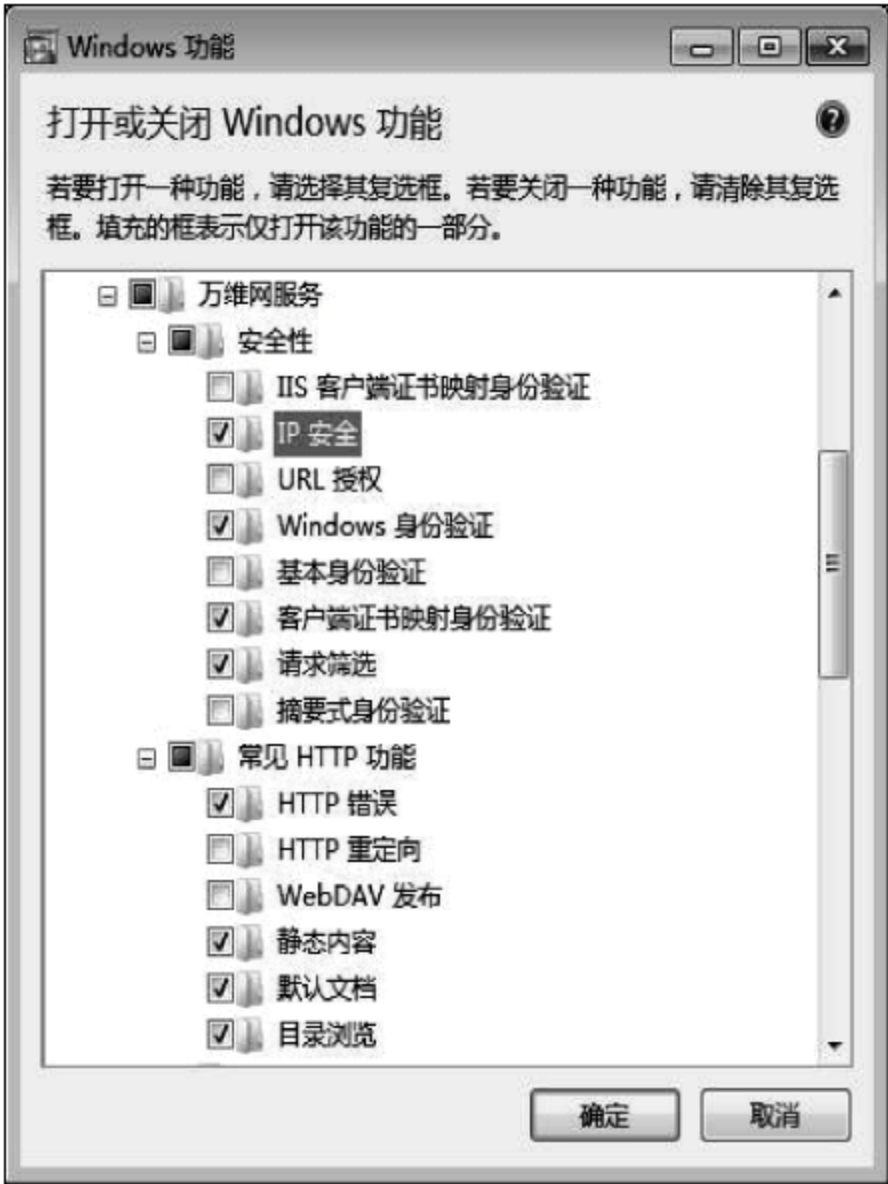 Windows 功能
打开或关闭 Windows 功能
若要打开一种功能，请选择其复选框。若要关闭一种功能，请清除其复选
框。填充的框表示仅打开该功能的一部分。
万维网服务
安全性
IIS 客户端证书映射身份验证
IP 安全
URL 授权
Windows 身份验证
基本身份验证
客户端证书映射身份验证
请求筛选
摘要式身份验证
常见 HTTP 功能
HTTP 错误
HTTP 重定向
WebDAV 发布
静态内容
默认文档
目录浏览
确定 取消